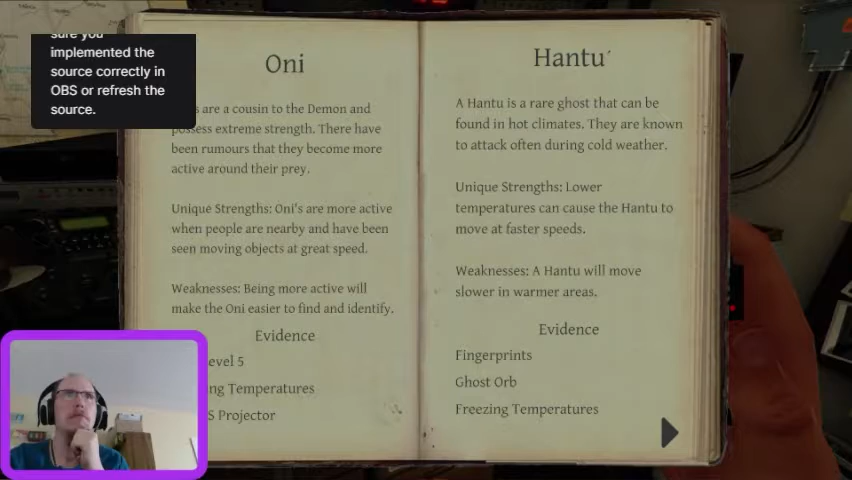 sure you
implemented the
source correctly in
OBS or refresh the
source.
Oni
are a cousin to the Demon and
possess extreme strength. There have
been rumours that they become more
active around their prey.
Unique Strengths: Oni's are more active
when people are nearby and have been
seen moving objects at great speed.
Weaknesses: Being more active will
make the Oni easier to find and identify.
Evidence
evel 5
ng Temperatures
S Projector
Hantu
A Hantu is a rare ghost that can be
found in hot climates. They are known
to attack often during cold weather.
Unique Strengths: Lower
temperatures can cause the Hantu to
move at faster speeds.
Weaknesses: A Hantu will move
slower in warmer areas.
Evidence
Fingerprints
Ghost Orb
Freezing Temperatures